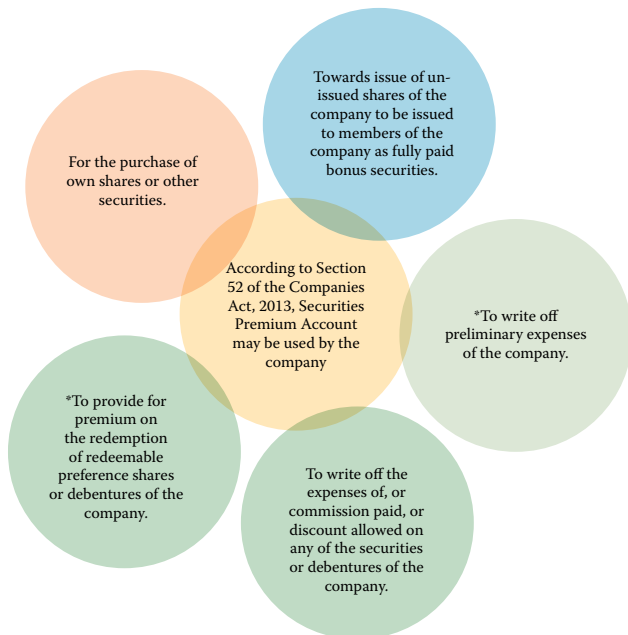 Towards issue of un-
issued shares of the
company to be issued
to members of the
company as fully paid
bonus securities.
For the purchase of
own shares or other
securities.
According to Section
52 of the Companies
Act, 2013, Securities
Premium Account
may be used by the
company
*To write off
preliminary expenses
of the company.
*To provide for
premium on
the redemption
of redeemable
preference shares
or debentures of the
company.
To write off the
expenses of, or
commission paid, or
discount allowed on
any of the securities
or debentures of the
company.